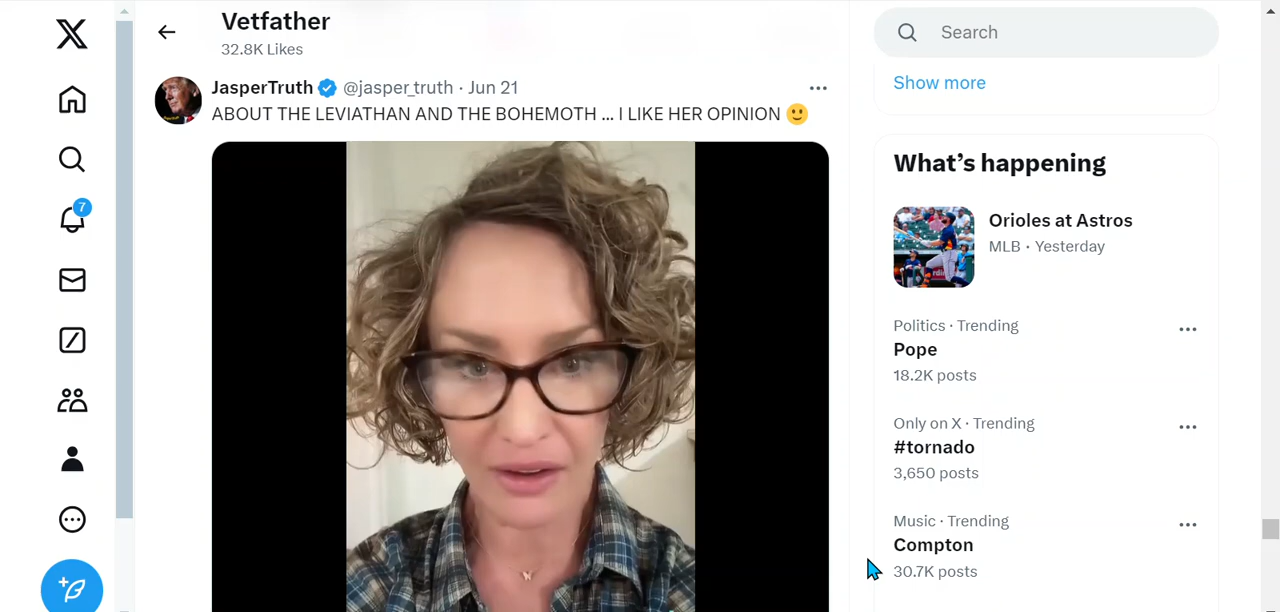 Vetfather
32.8K Likes
JasperTruth @jasper_truth · Jun 21
ABOUT THE LEVIATHAN AND THE BOHEMOTH ... I LIKE HER OPINION 🙂
7
Search
Show more
What's happening
Orioles at Astros
MLB · Yesterday
Politics · Trending
Pope
18.2K posts
Only on X · Trending
#tornado
3,650 posts
Music · Trending
Compton
30.7K posts